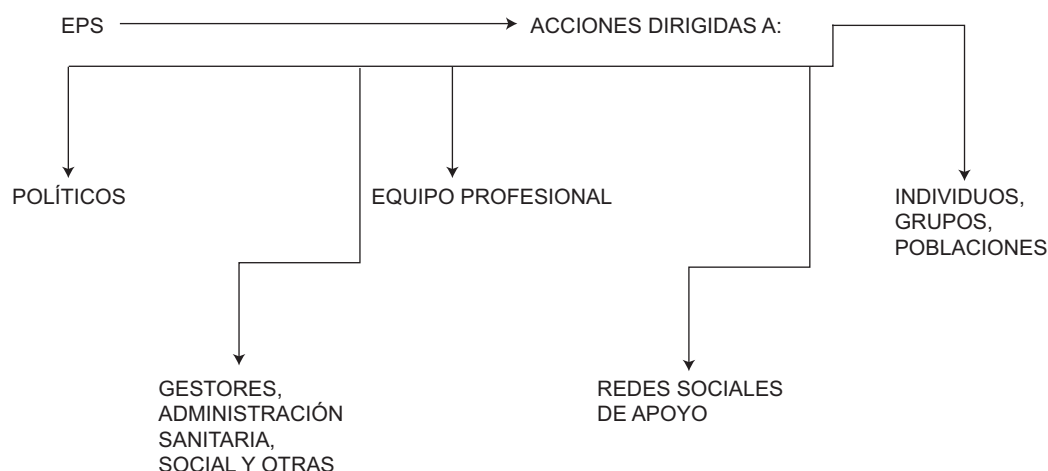 EPS
ACCIONES DIRIGIDAS A:
POLÍTICOS
EQUIPO PROFESIONAL
INDIVIDUOS,
GRUPOS,
POBLACIONES
GESTORES,
ADMINISTRACIÓN
SANITARIA,
SOCIAL Y OTRAS
REDES SOCIALES
DE APOYO